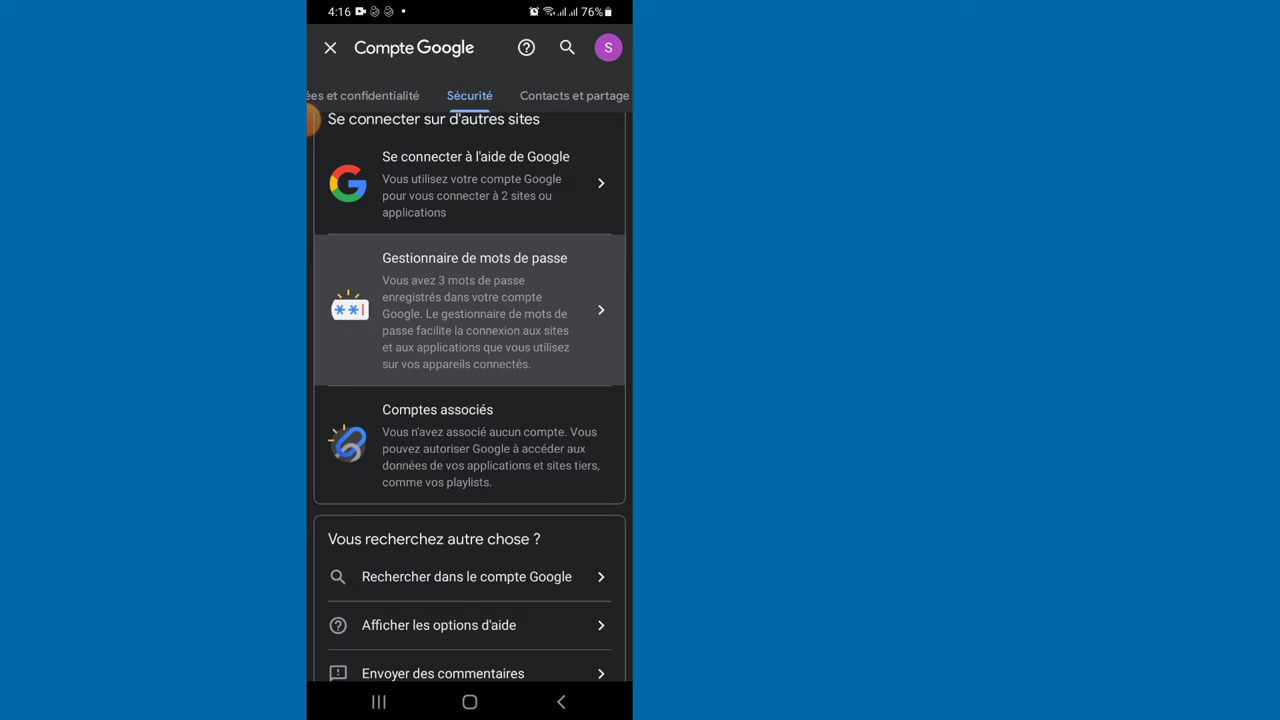 4:16 76%
Compte Google S
ées et confidentialité Sécurité Contacts et partage
Se connecter sur d'autres sites
Se connecter à l'aide de Google
Vous utilisez votre compte Google
pour vous connecter à 2 sites ou
applications
Gestionnaire de mots de passe
Vous avez 3 mots de passe
enregistrés dans votre compte
Google. Le gestionnaire de mots de
passe facilite la connexion aux sites
et aux applications que vous utilisez
sur vos appareils connectés.
Comptes associés
Vous n'avez associé aucun compte. Vous
pouvez autoriser Google à accéder aux
données de vos applications et sites tiers,
comme vos playlists.
Vous recherchez autre chose ?
Rechercher dans le compte Google
Afficher les options d'aide
Envoyer des commentaires